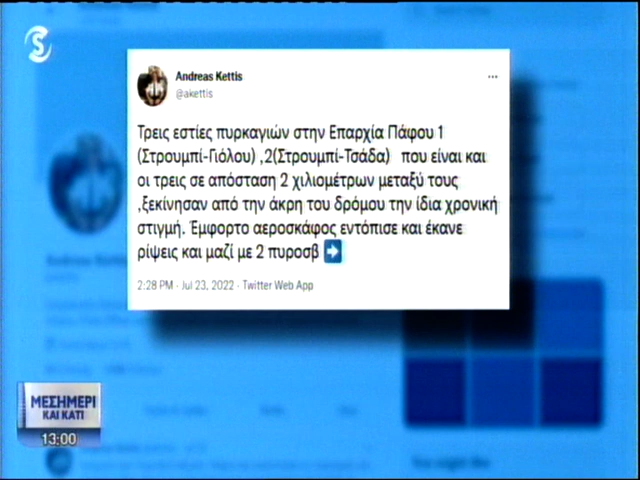 S
Andreas Kettis
@akettis
Τρεις εστίες πυρκαγιών στην Επαρχία Πάφου 1
(Στρουμπί-Γιόλου) ,2(Στρουμπί-Τσάδα) που είναι και
οι τρεις σε απόσταση 2 χιλιομέτρων μεταξύ τους
,ξεκίνησαν από την άκρη του δρόμου την ίδια χρονική
στιγμή. Έμφορτο αεροσκάφος εντόπισε και έκανε
ρίψεις και μαζί με 2 πυροσβ
2:28 PM · Jul 23, 2022 · Twitter Web App
ΜΕΣΗΜΕΡΙ
ΚΑΙ ΚΑΤΙ
13:00